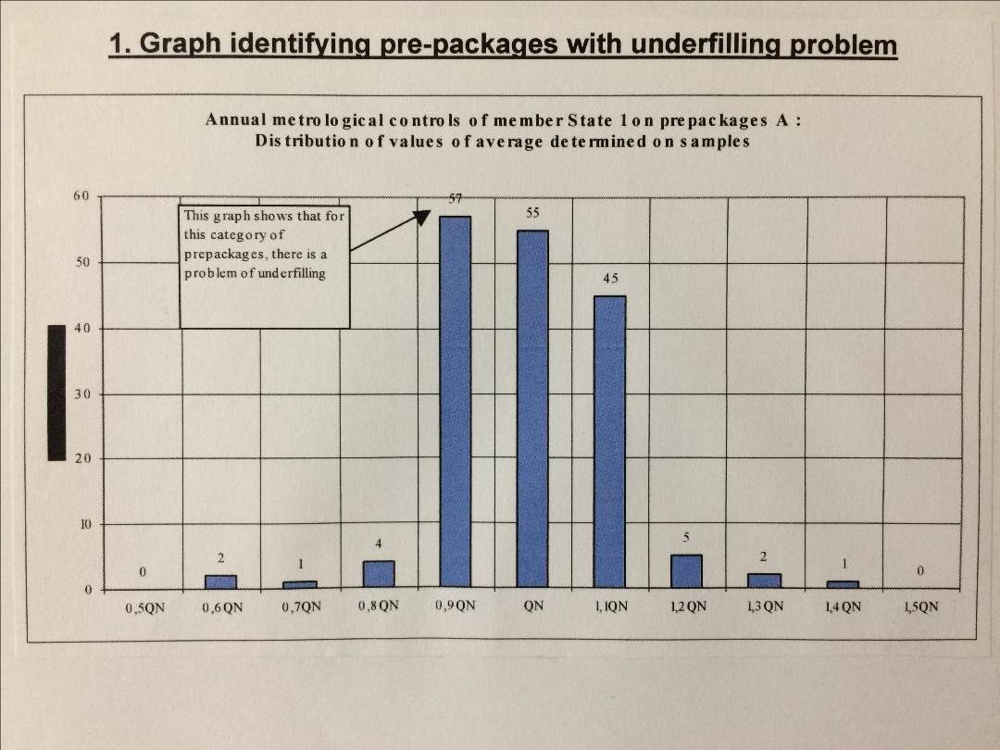 1. Graph identifying pre-packages with underfilling problem
Annual metrological controls of member State 1 on prepackages A :
Distribution of values of average determined on samples
60
57
55
This graph shows that for
this category of
prepackages, there is a
problem of underfilling
50
45
40
30
20
10
0
0
2
1
4
5
2
1
0
0,5QN
0,6QN
0,7QN
0,8QN
0,9QN
QN
1,1QN
1,2QN
1,3QN
1,4QN
1,5QN